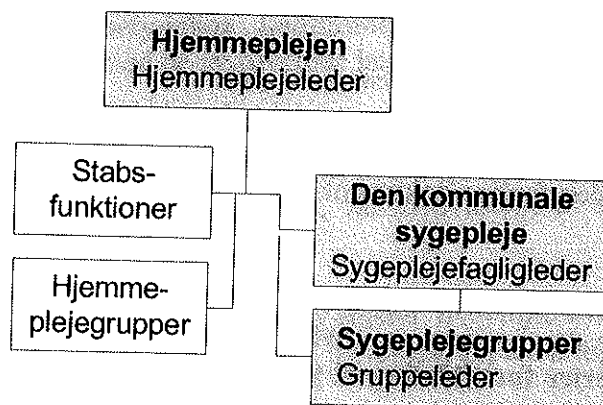 Hjemmeplejen
Hjemmeplejeleder
Stabs-
funktioner
Den kommunale
sygepleje
Sygeplejefagligleder
Hjemme-
plejegrupper
Sygeplejegrupper
Gruppeleder